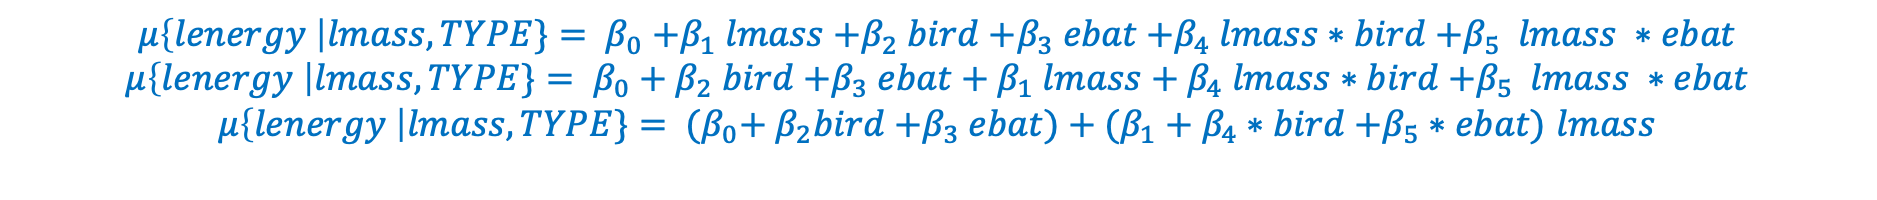 μ{lenergy |lmass, TYPE} = β₀ +β₁ lmass +β₂ bird +β₃ ebat +β₄ lmass ∗ bird +β₅ lmass ∗ ebat
μ{lenergy |lmass, TYPE} = β₀ + β₂ bird +β₃ ebat + β₁ lmass + β₄ lmass ∗ bird +β₅ lmass ∗ ebat
μ{lenergy |lmass, TYPE} = (β₀+ β₂bird +β₃ ebat) + (β₁ + β₄ ∗ bird +β₅ ∗ ebat) lmass